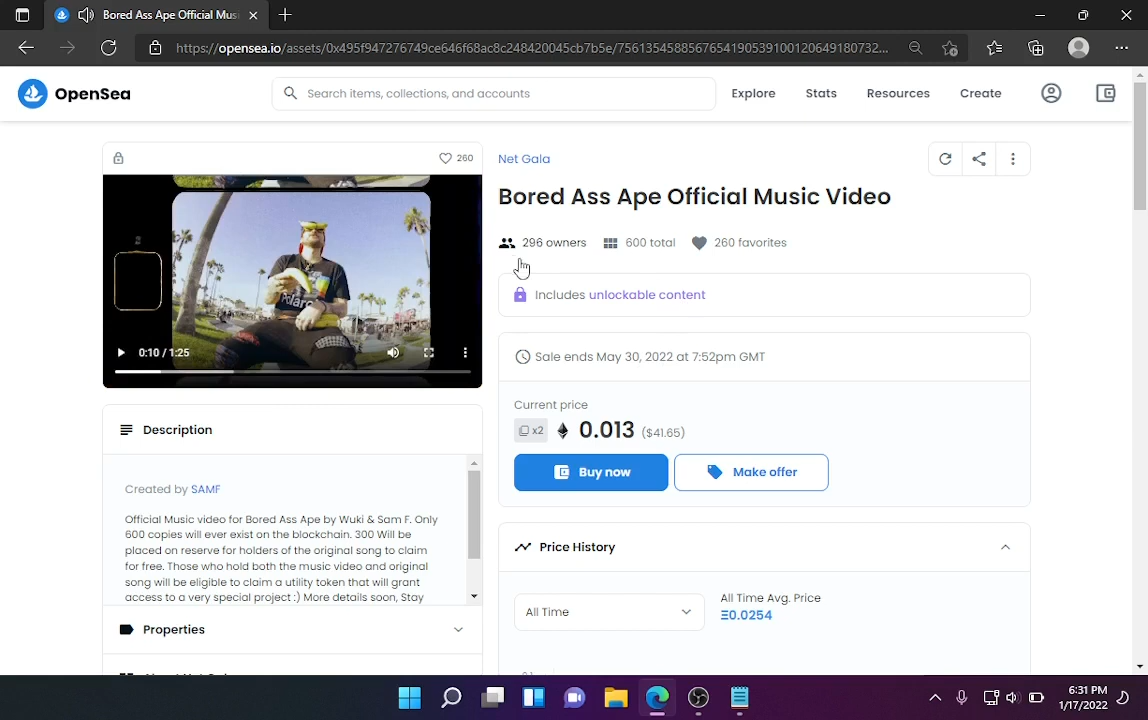 Bored Ass Ape Official Mus
https://opensea.io/assets/0x495f947276749ce646f68ac8c248420045cb7b5e/7561354588567654190539100120649180732...
OpenSea
Search items, collections, and accounts
Explore
Stats
Resources
Create
260
Net Gala
Bored Ass Ape Official Music Video
296 owners
600 total
260 favorites
Includes unlockable content
Polaro
0:10 / 1:25
Sale ends May 30, 2022 at 7:52pm GMT
Current price
x2
0.013 ($41.65)
Buy now
Make offer
Description
Created by SAMF
Official Music video for Bored Ass Ape by Wuki & Sam F. Only
600 copies will ever exist on the blockchain. 300 Will be
placed on reserve for holders of the original song to claim
for free. Those who hold both the music video and original
song will be eligible to claim a utility token that will grant
access to a very special project :) More details soon, Stay
Price History
All Time
All Time Avg. Price
Ξ0.0254
Properties
6:31 PM
1/17/2022